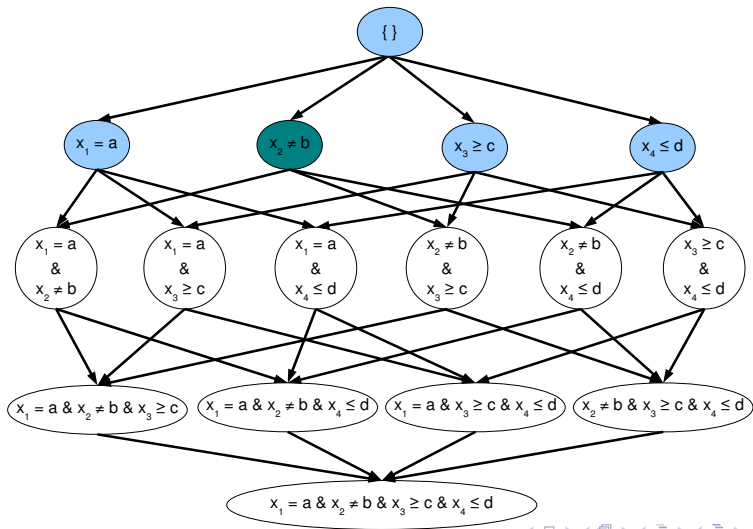 { }
x₁ = a
x₂ ≠ b
x₃ ≥ c
x₄ ≤ d
x₁ = a
&
x₂ ≠ b
x₁ = a
&
x₃ ≥ c
x₁ = a
&
x₄ ≤ d
x₂ ≠ b
&
x₃ ≥ c
x₂ ≠ b
&
x₄ ≤ d
x₃ ≥ c
&
x₄ ≤ d
x₁ = a & x₂ ≠ b & x₃ ≥ c
x₁ = a & x₂ ≠ b & x₄ ≤ d
x₁ = a & x₃ ≥ c & x₄ ≤ d
x₂ ≠ b & x₃ ≥ c & x₄ ≤ d
x₁ = a & x₂ ≠ b & x₃ ≥ c & x₄ ≤ d